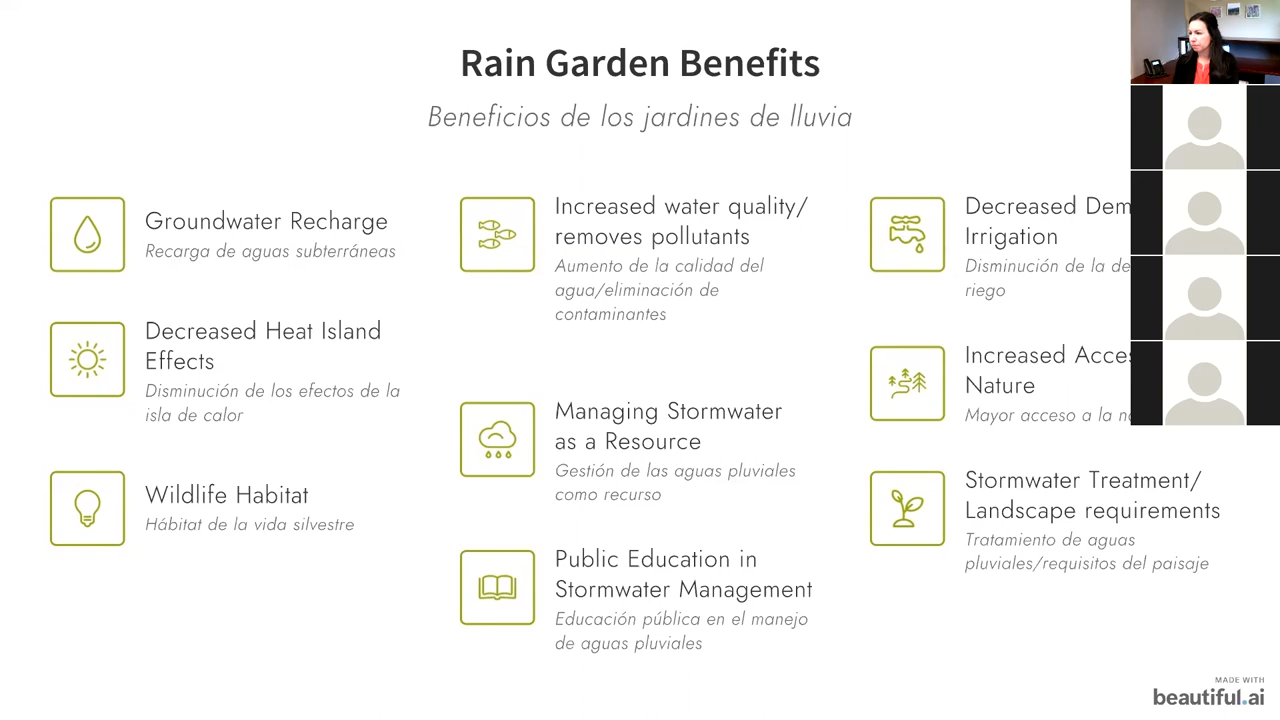 Rain Garden Benefits
Beneficios de los jardines de lluvia
Groundwater Recharge
Recarga de aguas subterráneas
Decreased Heat Island
Effects
Disminución de los efectos de la
isla de calor
Wildlife Habitat
Hábitat de la vida silvestre
Increased water quality/
removes pollutants
Aumento de la calidad del
agua/eliminación de
contaminantes
Managing Stormwater
as a Resource
Gestión de las aguas pluviales
como recurso
Public Education in
Stormwater Management
Educación pública en el manejo
de aguas pluviales
Decreased
Irrigation
Disminución de la
riego
Increased
Nature
Mayor acceso a la
Stormwater Treatment/
Landscape requirements
Tratamiento de aguas
pluviales/requisitos del paisaje
MADE WITH
beautiful.ai